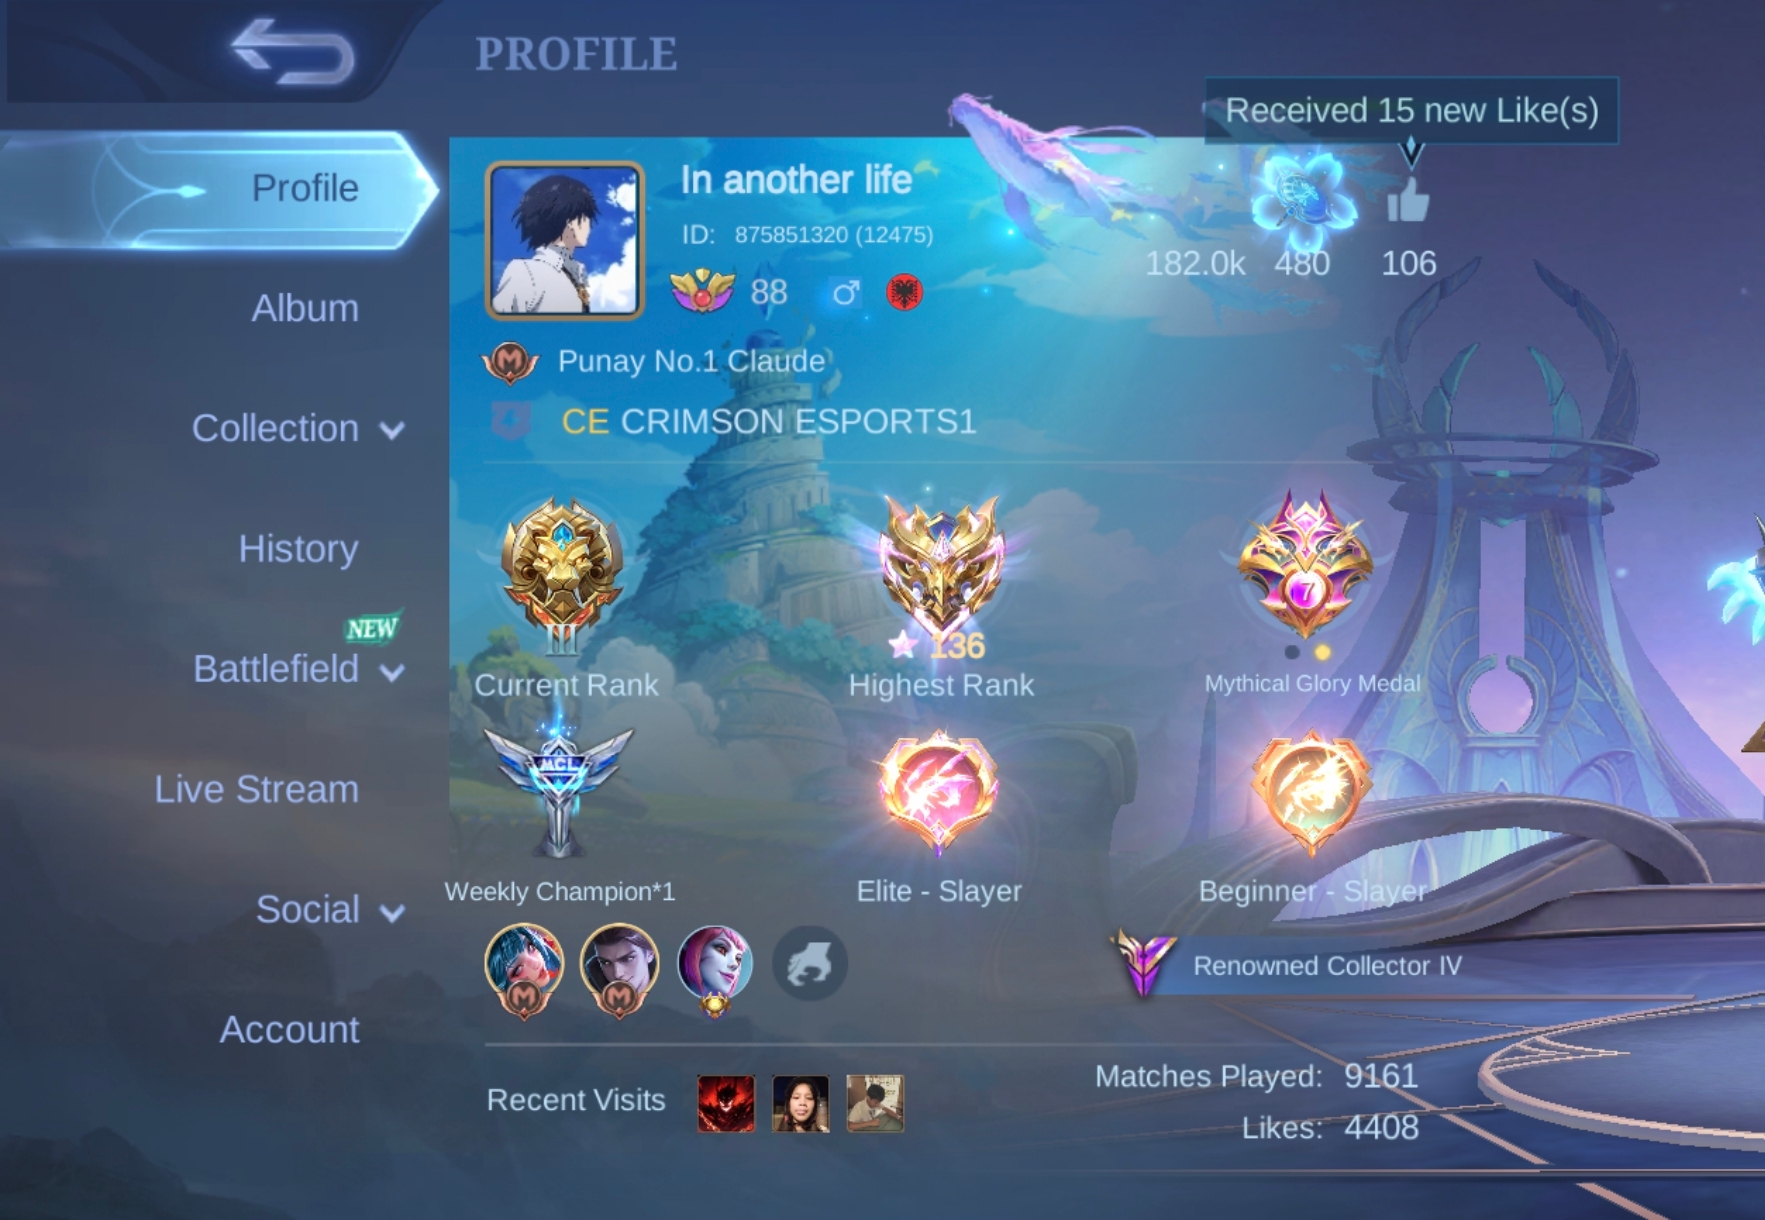 PROFILE
Received 15 new Like(s)
Profile
In another life
ID: 875851320 (12475)
88
182.0k 480 106
Album
Punay No.1 Claude
Collection
CE CRIMSON ESPORTS1
History
III
136
7
NEW
Battlefield
Current Rank
Highest Rank
Mythical Glory Medal
MCL
Live Stream
Weekly Champion*1
Elite - Slayer
Beginner - Slayer
Social
Renowned Collector IV
Account
Matches Played: 9161
Recent Visits
Likes: 4408